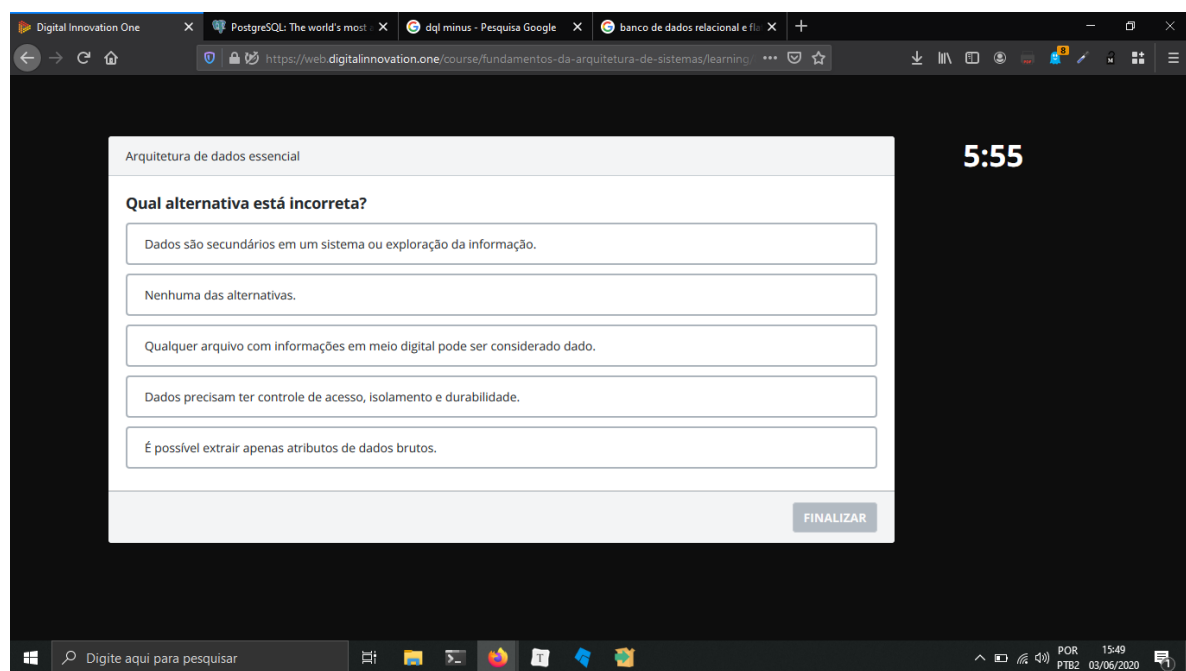 Digital Innovation One
PostgreSQL: The world's most a
dql minus - Pesquisa Google
banco de dados relacional e fla
https://web.digitalinnovation.one/course/fundamentos-da-arquitetura-de-sistemas/learning/
8
Arquitetura de dados essencial
5:55
Qual alternativa está incorreta?
Dados são secundários em um sistema ou exploração da informação.
Nenhuma das alternativas.
Qualquer arquivo com informações em meio digital pode ser considerado dado.
Dados precisam ter controle de acesso, isolamento e durabilidade.
É possível extrair apenas atributos de dados brutos.
FINALIZAR
Digite aqui para pesquisar
T
POR
PTB2
15:49
03/06/2020
1